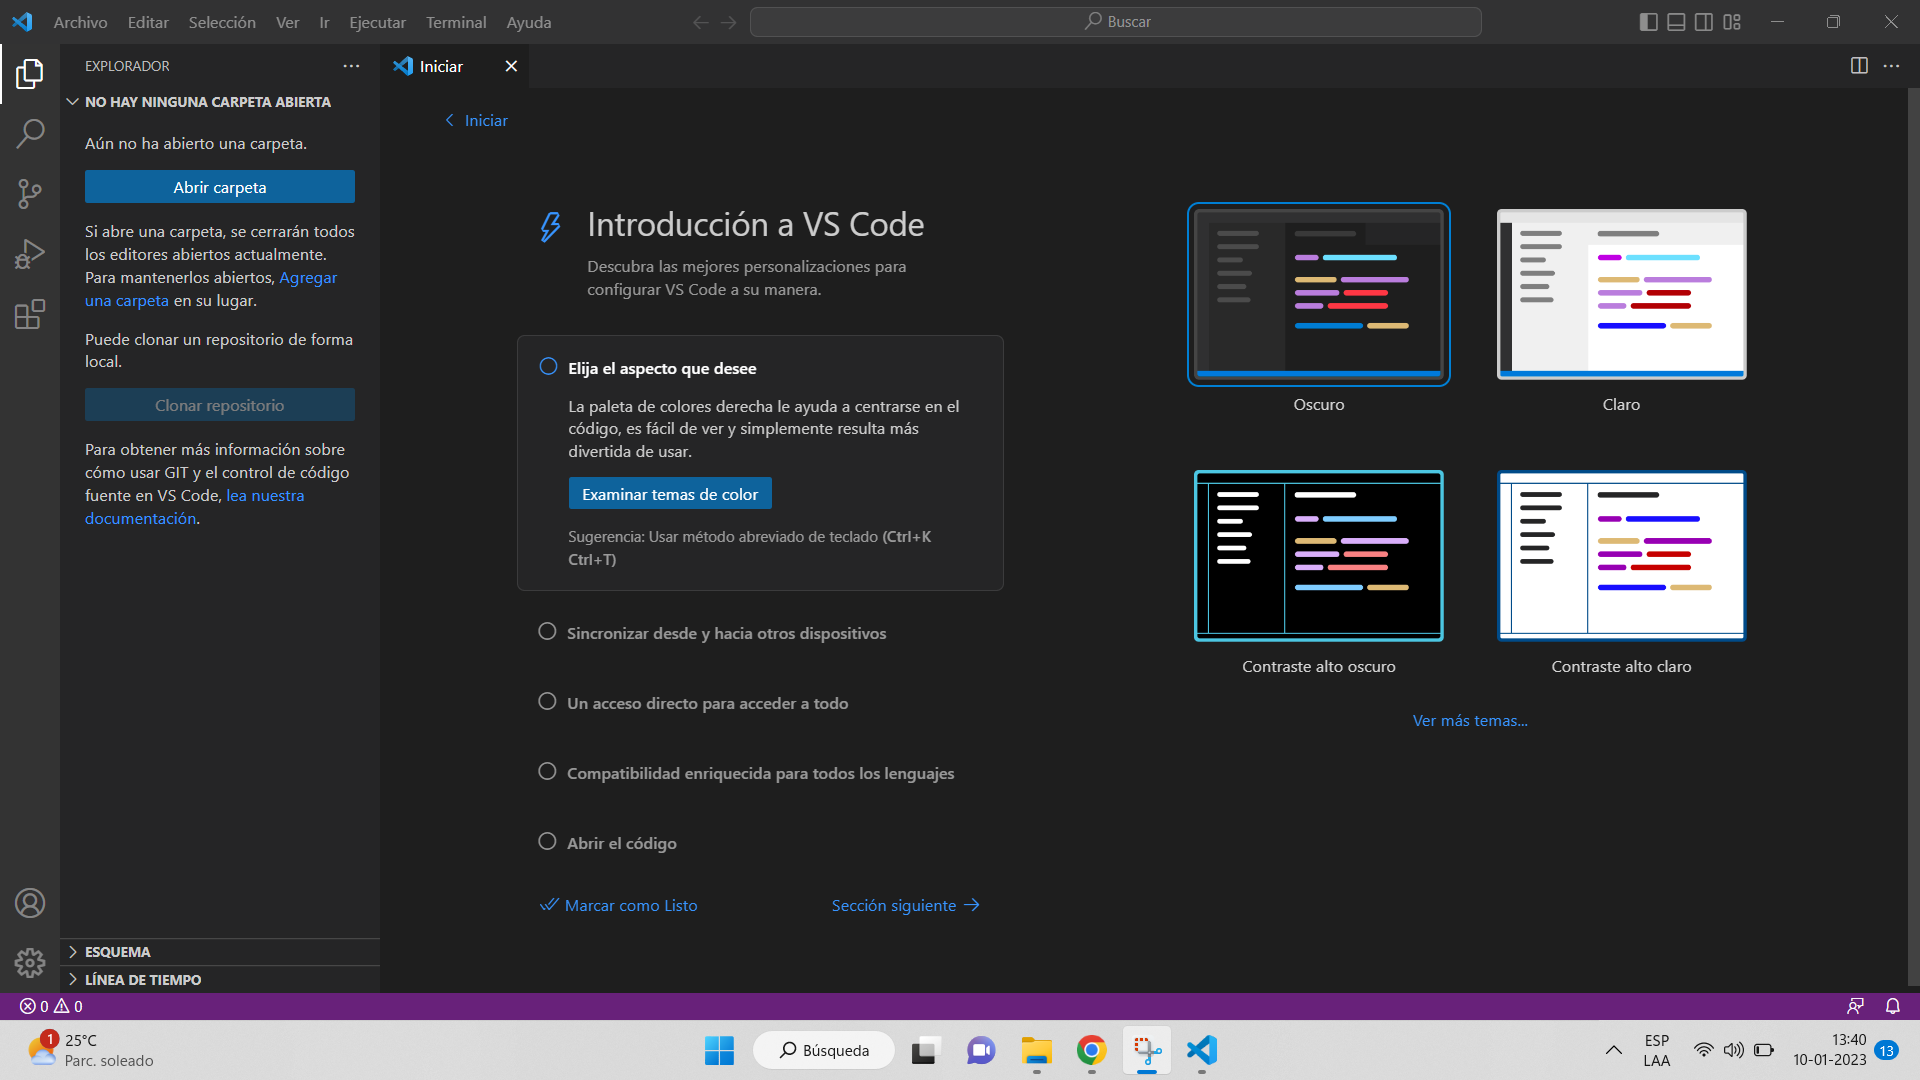 Archivo Editar Selección Ver Ir Ejecutar Terminal Ayuda
Buscar
EXPLORADOR
NO HAY NINGUNA CARPETA ABIERTA
Aún no ha abierto una carpeta.
Abrir carpeta
Si abre una carpeta, se cerrarán todos
los editores abiertos actualmente.
Para mantenerlos abiertos, Agregar
una carpeta en su lugar.
Puede clonar un repositorio de forma
local.
Clonar repositorio
Para obtener más información sobre
cómo usar GIT y el control de código
fuente en VS Code, lea nuestra
documentación.
ESQUEMA
LÍNEA DE TIEMPO
Iniciar
Iniciar
Introducción a VS Code
Descubra las mejores personalizaciones para
configurar VS Code a su manera.
Elija el aspecto que desee
La paleta de colores derecha le ayuda a centrarse en el
código, es fácil de ver y simplemente resulta más
divertida de usar.
Examinar temas de color
Sugerencia: Usar método abreviado de teclado (Ctrl+K
Ctrl+T)
Sincronizar desde y hacia otros dispositivos
Un acceso directo para acceder a todo
Compatibilidad enriquecida para todos los lenguajes
Abrir el código
Marcar como Listo
Sección siguiente
Oscuro
Claro
Contraste alto oscuro
Contraste alto claro
Ver más temas...
0 0
1
25°C
Parc. soleado
Búsqueda
ESP
LAA
13:40
10-01-2023
13